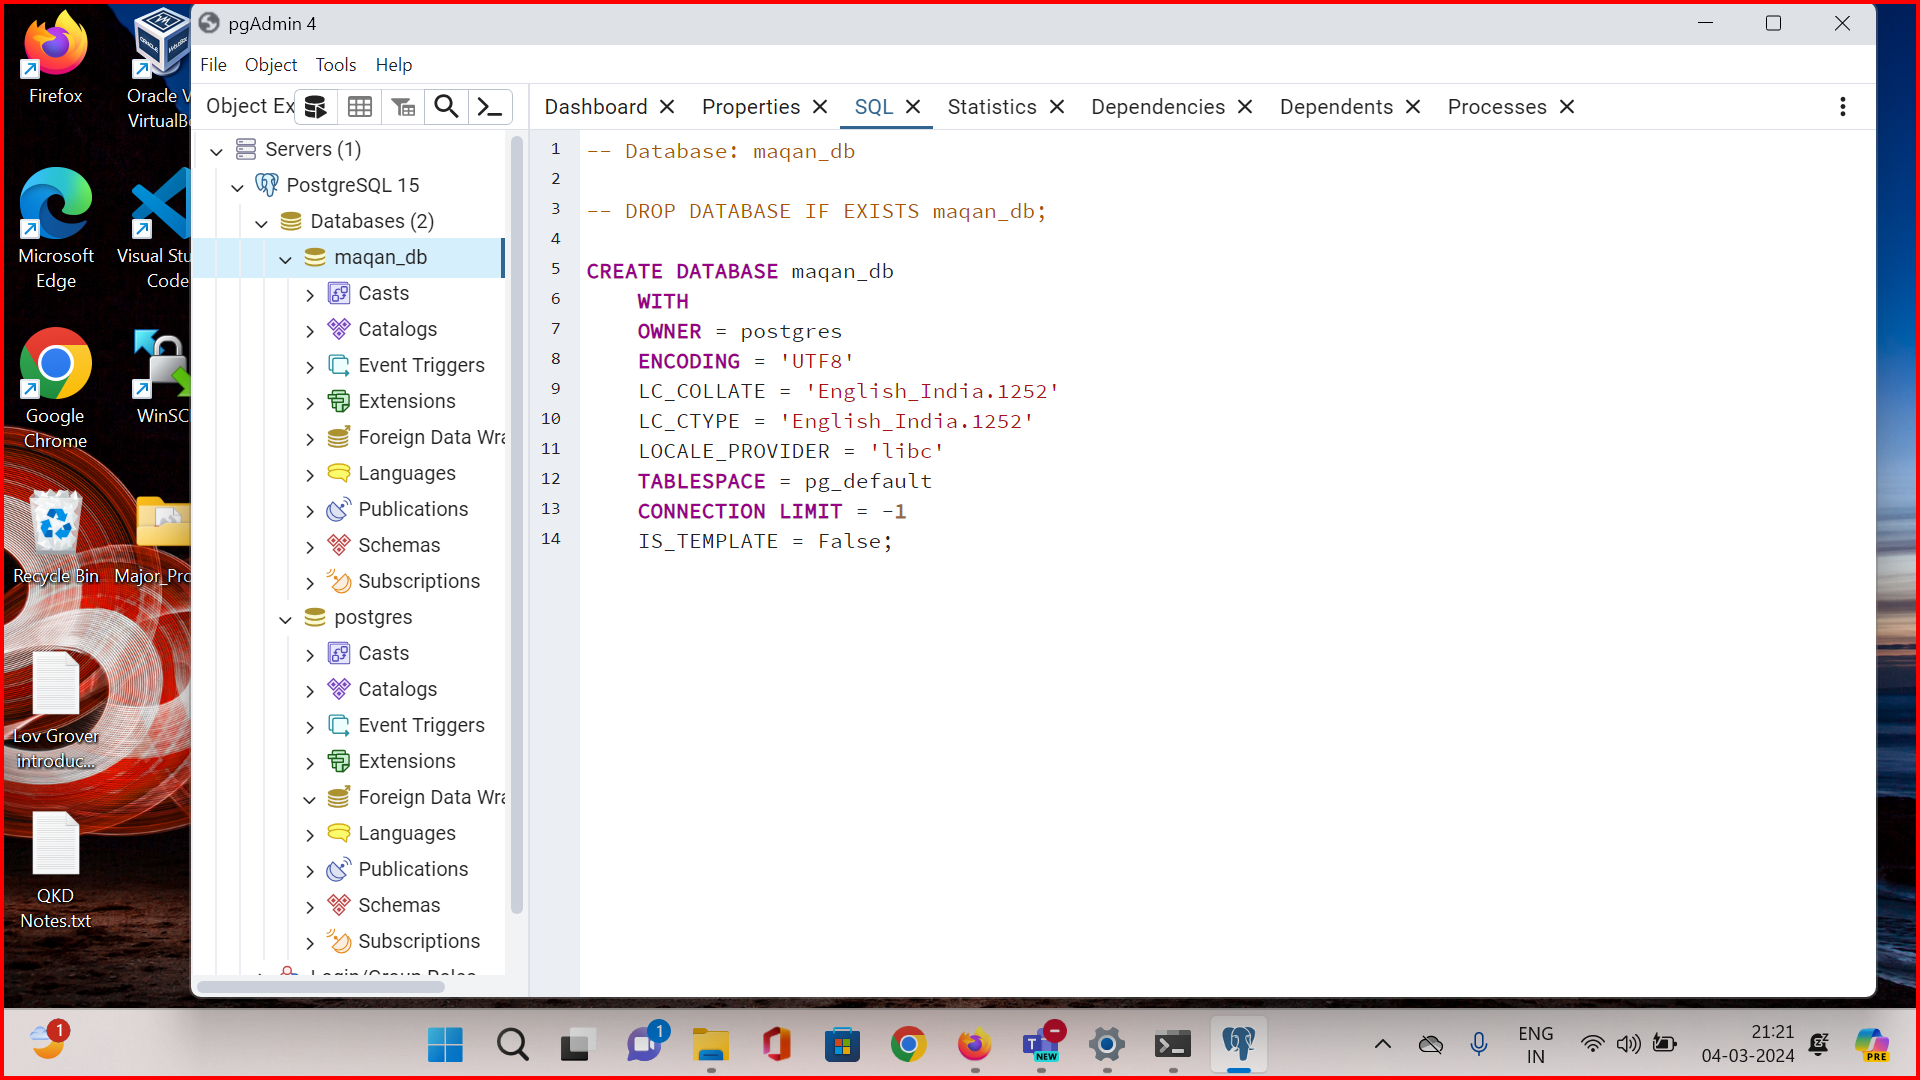 pgAdmin 4
File Object Tools Help
Object Ex
Dashboard Properties SQL Statistics Dependencies Dependents Processes
Servers (1)
PostgreSQL 15
Databases (2)
maqan_db
Casts
Catalogs
Event Triggers
Extensions
Foreign Data Wra
Languages
Publications
Schemas
Subscriptions
postgres
Casts
Catalogs
Event Triggers
Extensions
Foreign Data Wra
Languages
Publications
Schemas
Subscriptions
Login/Group Roles
1 -- Database: maqan_db
2
3 -- DROP DATABASE IF EXISTS maqan_db;
4
5 CREATE DATABASE maqan_db
6 WITH
7 OWNER = postgres
8 ENCODING = 'UTF8'
9 LC_COLLATE = 'English_India.1252'
10 LC_CTYPE = 'English_India.1252'
11 LOCALE_PROVIDER = 'libc'
12 TABLESPACE = pg_default
13 CONNECTION LIMIT = -1
14 IS_TEMPLATE = False;
Firefox
Oracle V
VirtualBo
Microsoft
Edge
Visual Stu
Code
Google
Chrome
WinSC
Recycle Bin
Major_Pro
Lov Grover
introduc...
QKD
Notes.txt
1
1
NEW
ENG
IN
21:21
04-03-2024
PRE